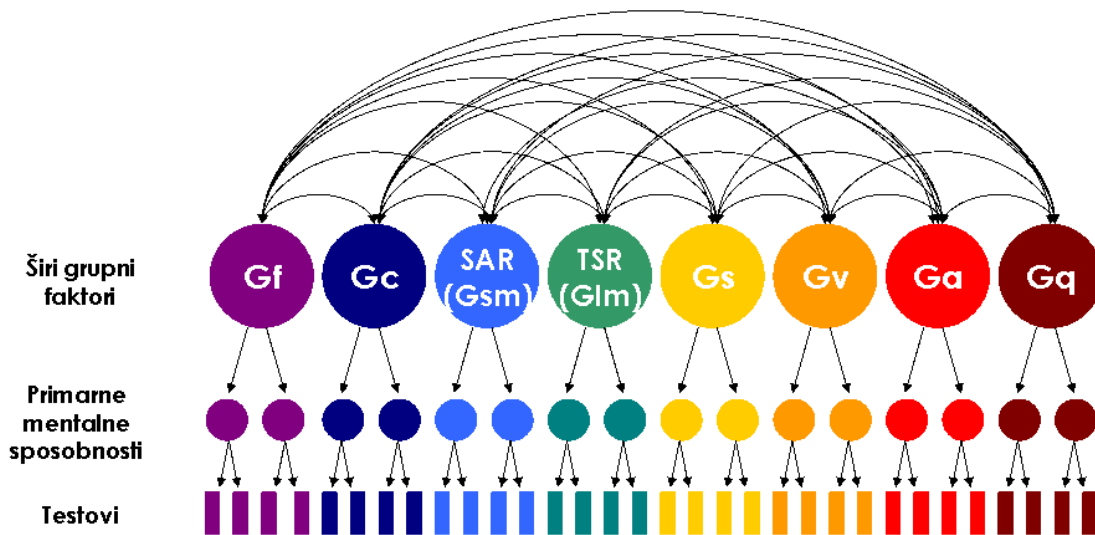 Širi grupni
faktori
Gf
Gc
SAR
(Gsm)
TSR
(Glm)
Gs
Gv
Ga
Gq
Primarne
mentalne
sposobnosti
Testovi